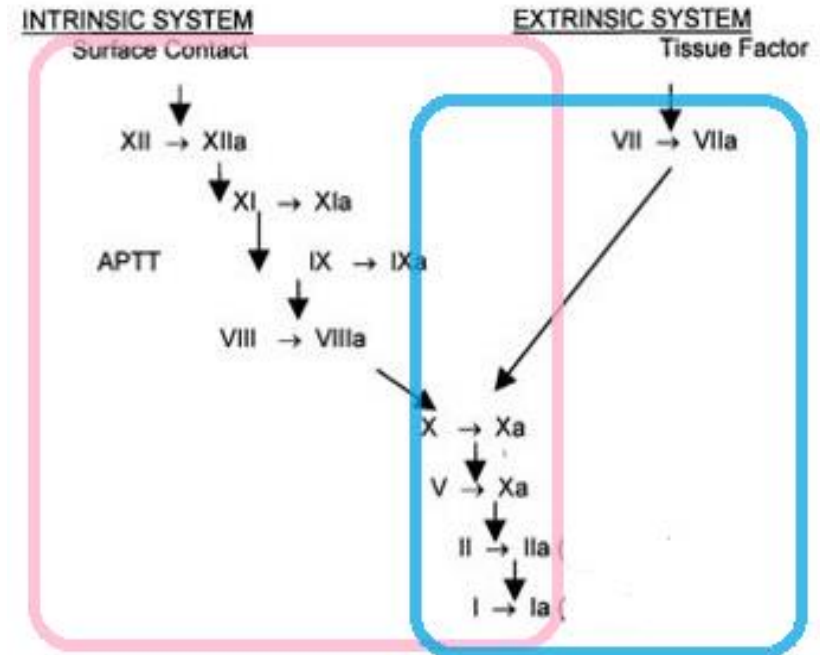 INTRINSIC SYSTEM
EXTRINSIC SYSTEM
Surface Contact
Tissue Factor
XII → XIIa
VII → VIIa
XI → XIa
APTT
IX → IXa
VIII → VIIIa
X → Xa
V → Xa
II → IIa (
I → Ia (